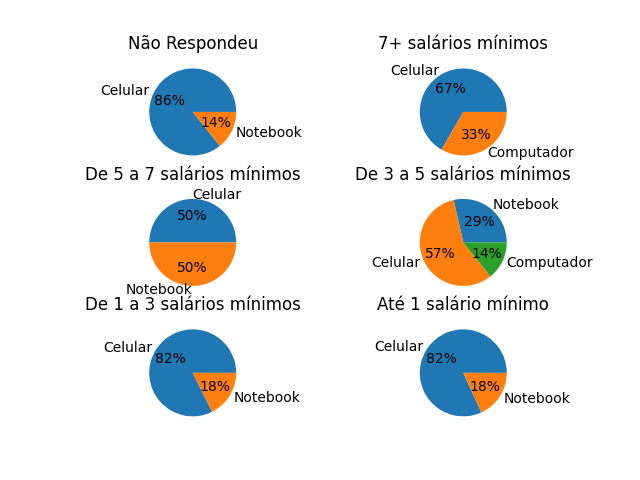 Não Respondeu
Celular
86%
14%
Notebook
7+ salários mínimos
Celular
67%
33%
Computador
De 5 a 7 salários mínimos
Celular
50%
50%
Notebook
De 3 a 5 salários mínimos
Notebook
29%
Celular
57%
14%
Computador
De 1 a 3 salários mínimos
Celular
82%
18%
Notebook
Até 1 salário mínimo
Celular
82%
18%
Notebook